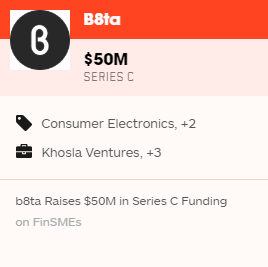 B8ta
β
$50M
SERIES C
Consumer Electronics, +2
Khosla Ventures, +3
b8ta Raises $50M in Series C Funding
on FinSMEs